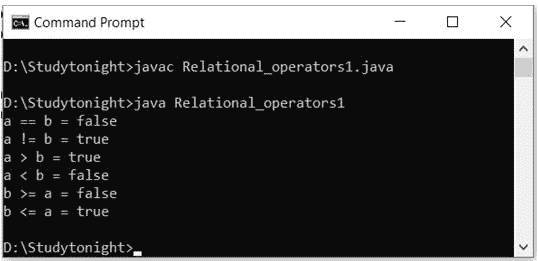 Command Prompt
D:\Studytonight>javac Relational_operators1.java
D:\Studytonight>java Relational_operators1
a == b = false
a != b = true
a > b = true
a < b = false
b >= a = false
b <= a = true
D:\Studytonight>